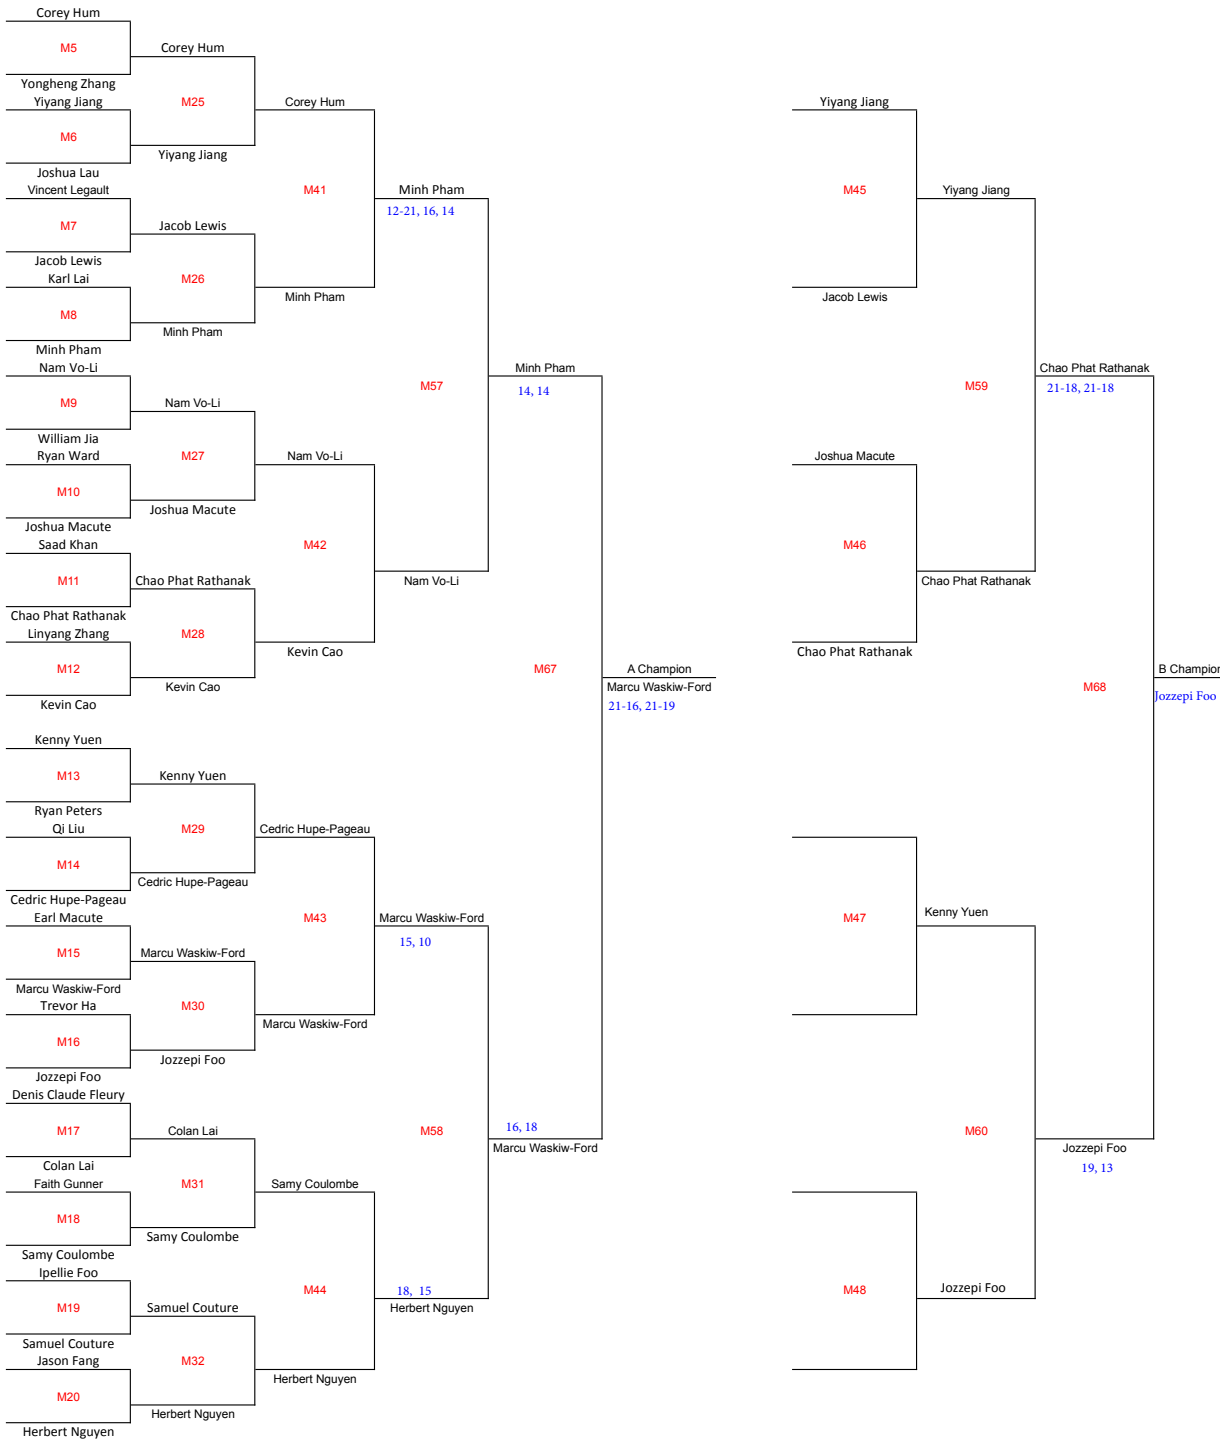 Corey Hum
M5
Corey Hum
Yongheng Zhang
Yiyang Jiang
M25
Corey Hum
M6
Yiyang Jiang
Joshua Lau
Vincent Legault
M41
Minh Pham
12-21, 16, 14
M7
Jacob Lewis
Jacob Lewis
Karl Lai
M26
Minh Pham
M8
Minh Pham
Minh Pham
Nam Vo-Li
M57
Minh Pham
14, 14
M9
Nam Vo-Li
William Jia
Ryan Ward
M27
Nam Vo-Li
M10
Joshua Macute
Joshua Macute
Saad Khan
M42
Nam Vo-Li
M11
Chao Phat Rathanak
Chao Phat Rathanak
Linyang Zhang
M28
Kevin Cao
M12
Kevin Cao
Kevin Cao
M67
A Champion
Marcu Waskiw-Ford
21-16, 21-19
Kenny Yuen
M13
Kenny Yuen
Ryan Peters
Qi Liu
M29
Cedric Hupe-Pageau
M14
Cedric Hupe-Pageau
Cedric Hupe-Pageau
Earl Macute
M43
Marcu Waskiw-Ford
15, 10
M15
Marcu Waskiw-Ford
Marcu Waskiw-Ford
Trevor Ha
M30
Marcu Waskiw-Ford
M16
Jozzepi Foo
Jozzepi Foo
Denis Claude Fleury
M58
16, 18
Marcu Waskiw-Ford
M17
Colan Lai
Colan Lai
Faith Gunner
M31
Samy Coulombe
M18
Samy Coulombe
Samy Coulombe
Ipellie Foo
M44
18, 15
Herbert Nguyen
M19
Samuel Couture
Samuel Couture
Jason Fang
M32
Herbert Nguyen
M20
Herbert Nguyen
Herbert Nguyen
Yiyang Jiang
M45
Yiyang Jiang
Jacob Lewis
M59
Chao Phat Rathanak
21-18, 21-18
Joshua Macute
M46
Chao Phat Rathanak
Chao Phat Rathanak
M68
B Champion
Jozzepi Foo
M47
Kenny Yuen
M60
Jozzepi Foo
19, 13
M48
Jozzepi Foo